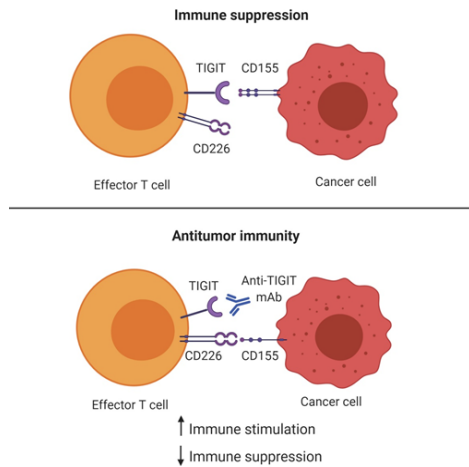 Immune suppression
TIGIT CD155
CD226
Effector T cell Cancer cell
Antitumor immunity
TIGIT Anti-TIGIT
mAb
CD226 CD155
Effector T cell Cancer cell
↑ Immune stimulation
↓ Immune suppression